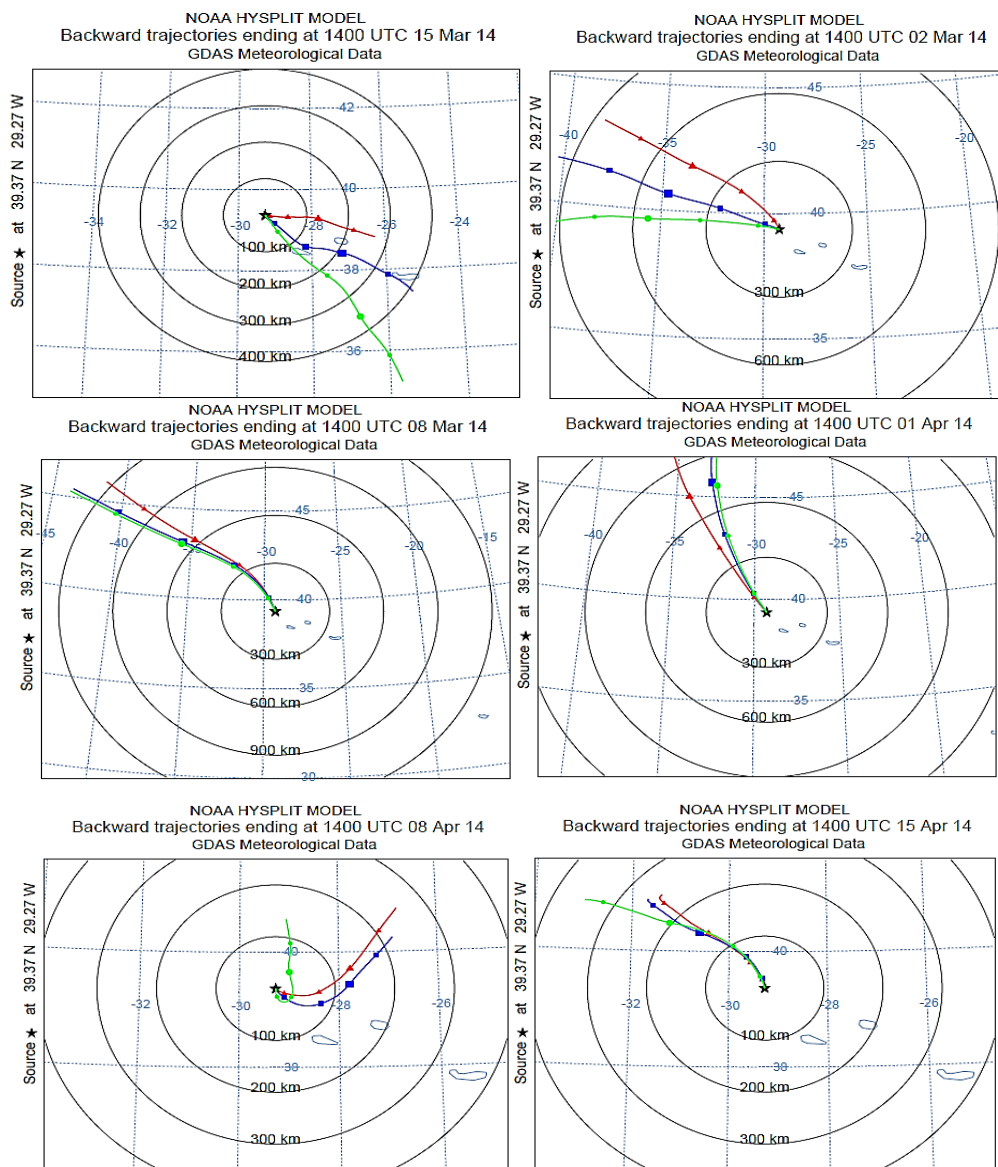 NOAA HYSPLIT MODEL
Backward trajectories ending at 1400 UTC 15 Mar 14
GDAS Meteorological Data
Source ★ at 39.37 N 29.27 W
42
40
-34
-30
-28
-26
-24
100 km
38
200 km
300 km
36
400 km
NOAA HYSPLIT MODEL
Backward trajectories ending at 1400 UTC 02 Mar 14
GDAS Meteorological Data
Source ★ at 39.37 N 29.27 W
45
-40
-35
-30
-25
-20
40
300 km
35
600 km
NOAA HYSPLIT MODEL
Backward trajectories ending at 1400 UTC 08 Mar 14
GDAS Meteorological Data
Source ★ at 39.37 N 29.27 W
45
-45
-40
-35
-30
-25
-20
-15
40
300 km
35
600 km
900 km
30
NOAA HYSPLIT MODEL
Backward trajectories ending at 1400 UTC 01 Apr 14
GDAS Meteorological Data
Source ★ at 39.37 N 29.27 W
45
-40
-35
-30
-25
-20
40
300 km
35
600 km
NOAA HYSPLIT MODEL
Backward trajectories ending at 1400 UTC 08 Apr 14
GDAS Meteorological Data
Source ★ at 39.37 N 29.27 W
40
-32
-30
-28
-26
100 km
38
200 km
300 km
NOAA HYSPLIT MODEL
Backward trajectories ending at 1400 UTC 15 Apr 14
GDAS Meteorological Data
Source ★ at 39.37 N 29.27 W
40
-32
-30
-28
-26
100 km
38
200 km
300 km